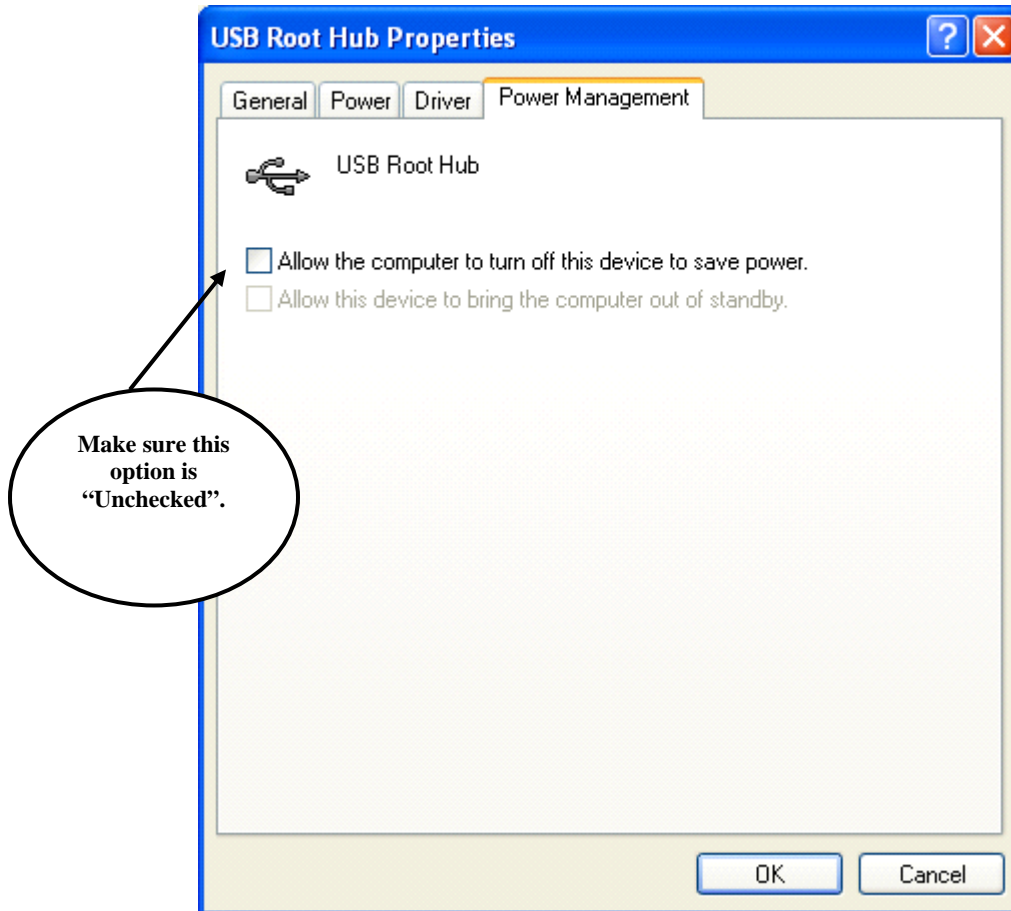 USB Root Hub Properties
General Power Driver Power Management
USB Root Hub
Allow the computer to turn off this device to save power.
Allow this device to bring the computer out of standby.
Make sure this
option is
“Unchecked”.
OK Cancel